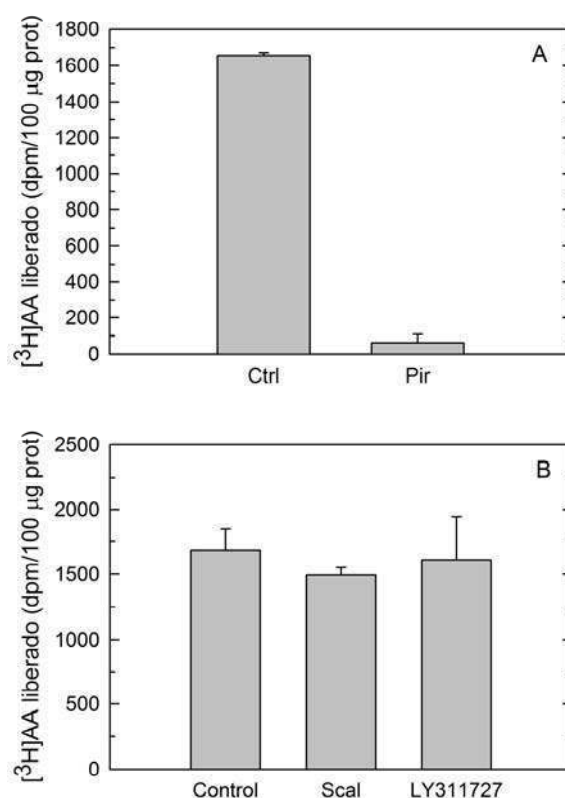 A
[³H]AA liberado (dpm/100 µg prot)
1800
1600
1400
1200
1000
800
600
400
200
0
Ctrl Pir
B
[³H]AA liberado (dpm/100 µg prot)
2500
2000
1500
1000
500
0
Control Scal LY311727